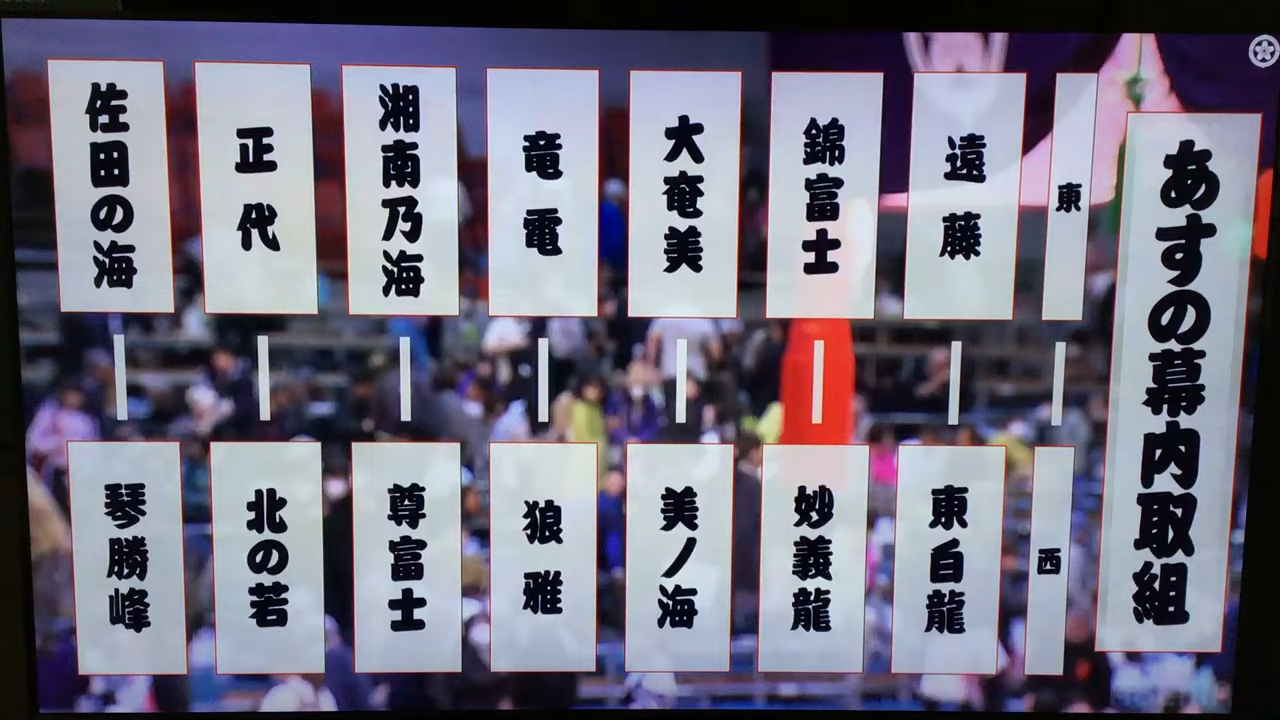 あすの幕内取組
東
西
遠藤
東白龍
錦富士
妙義龍
大奄美
美ノ海
竜電
狼雅
湘南乃海
尊富士
正代
北の若
佐田の海
琴勝峰